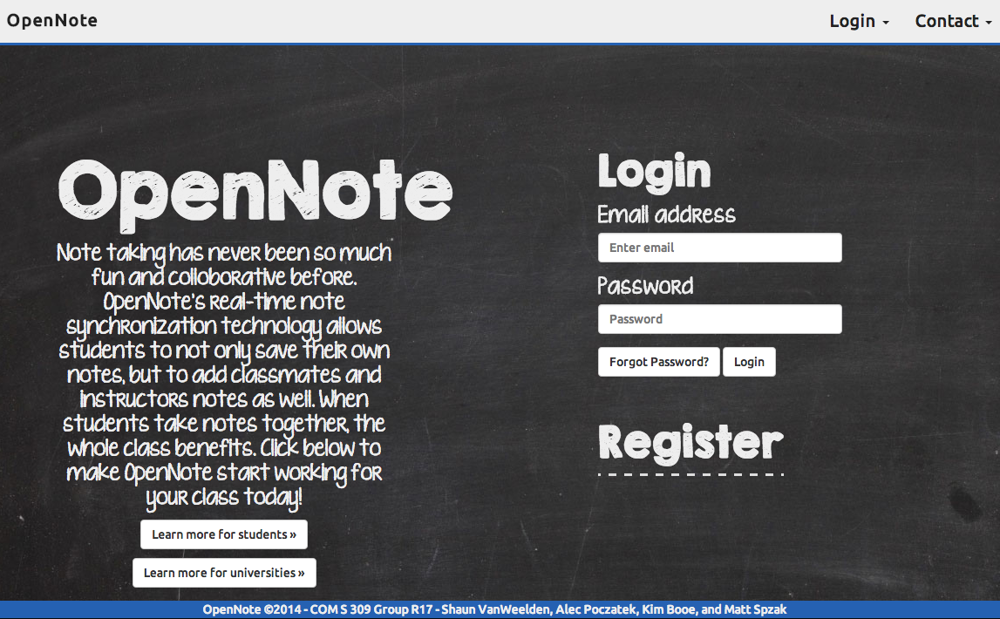 OpenNote
Login
Contact
OpenNote
Note taking has never been so much
fun and colloborative before.
OpenNote's real-time note
synchronization technology allows
students to not only save their own
notes, but to add classmates and
instructors notes as well. When
students take notes together, the
whole class benefits. Click below to
make OpenNote start working for
your class today!
Learn more for students »
Learn more for universities »
Login
Email address
Enter email
Password
Password
Forgot Password?
Login
Register
OpenNote ©2014 - COM S 309 Group R17 - Shaun VanWeelden, Alec Poczatek, Kim Booe, and Matt Spzak